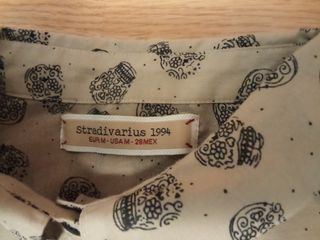 Stradivarius 1994
EUR M - USA M - 28 MEX